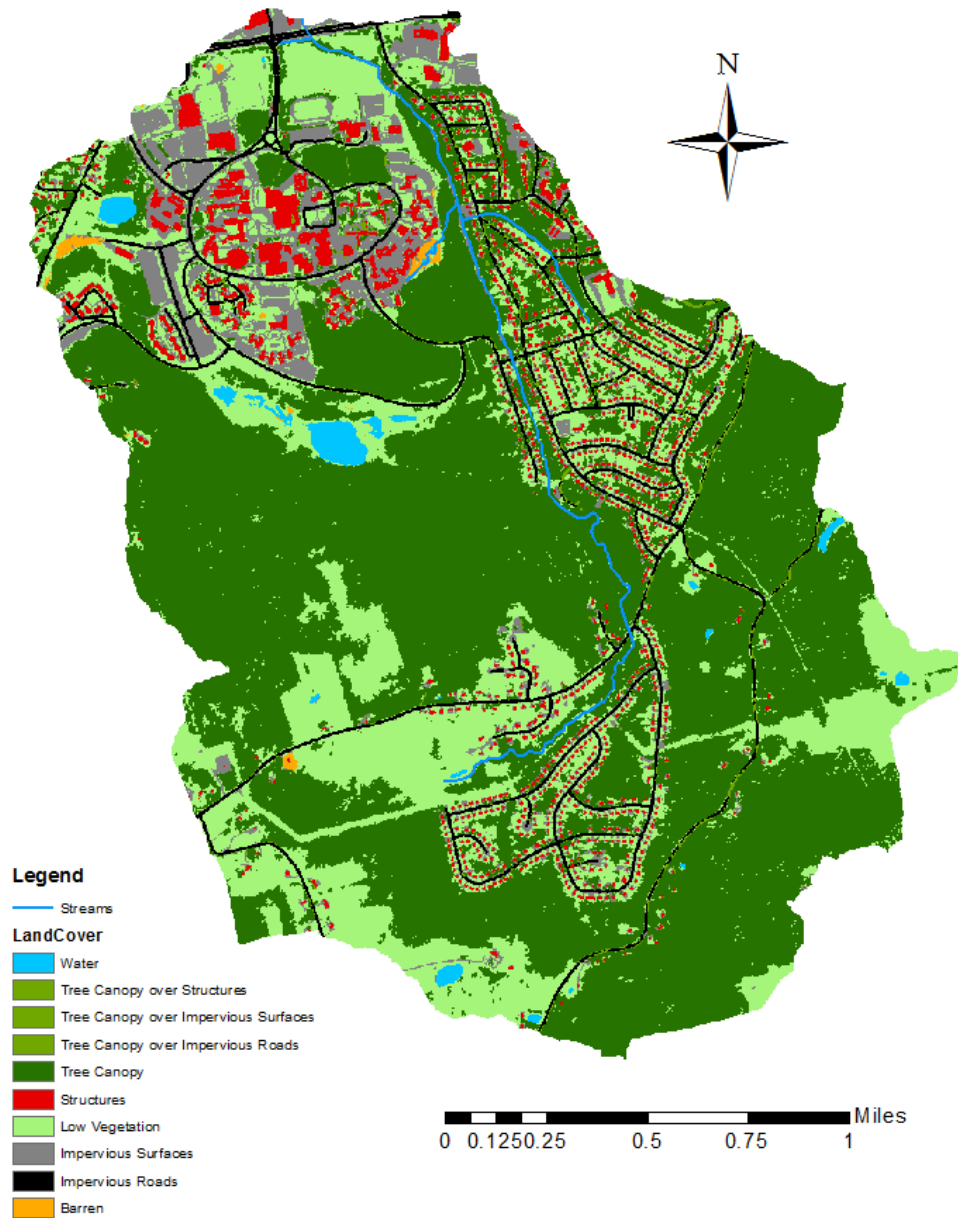 N
Legend
Streams
LandCover
Water
Tree Canopy over Structures
Tree Canopy over Impervious Surfaces
Tree Canopy over Impervious Roads
Tree Canopy
Structures
Low Vegetation
Impervious Surfaces
Impervious Roads
Barren
Miles
0 0.1250.25 0.5 0.75 1